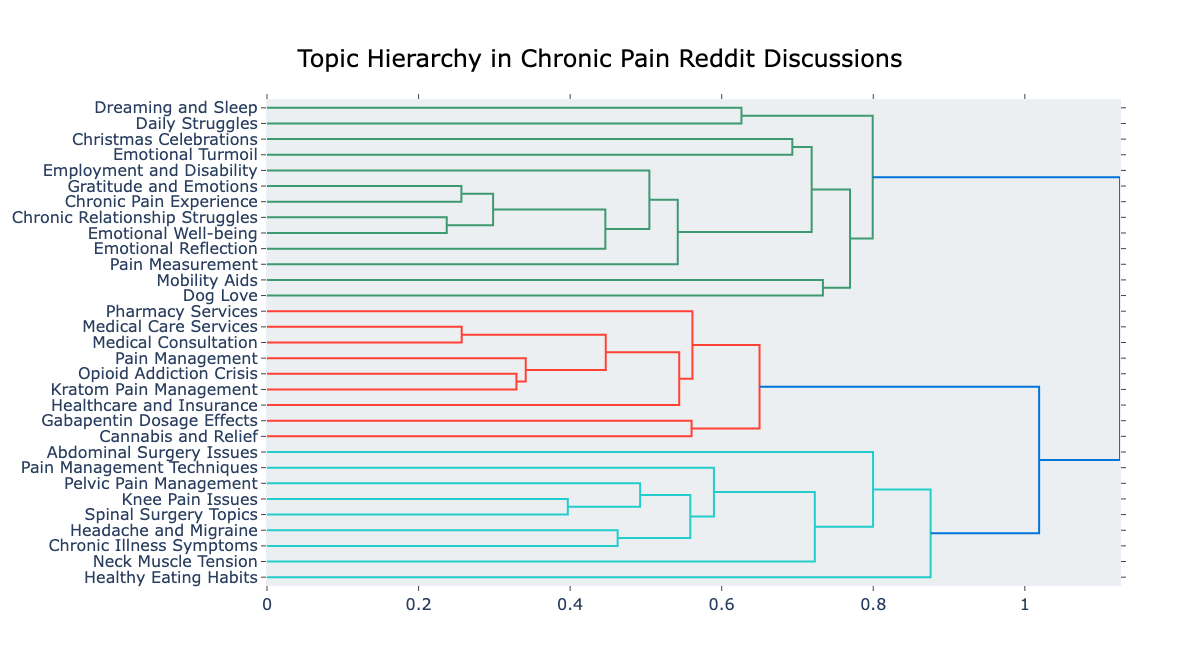 Topic Hierarchy in Chronic Pain Reddit Discussions
Dreaming and Sleep
Daily Struggles
Christmas Celebrations
Emotional Turmoil
Employment and Disability
Gratitude and Emotions
Chronic Pain Experience
Chronic Relationship Struggles
Emotional Well-being
Emotional Reflection
Pain Measurement
Mobility Aids
Dog Love
Pharmacy Services
Medical Care Services
Medical Consultation
Pain Management
Opioid Addiction Crisis
Kratom Pain Management
Healthcare and Insurance
Gabapentin Dosage Effects
Cannabis and Relief
Abdominal Surgery Issues
Pain Management Techniques
Pelvic Pain Management
Knee Pain Issues
Spinal Surgery Topics
Headache and Migraine
Chronic Illness Symptoms
Neck Muscle Tension
Healthy Eating Habits
0 0.2 0.4 0.6 0.8 1